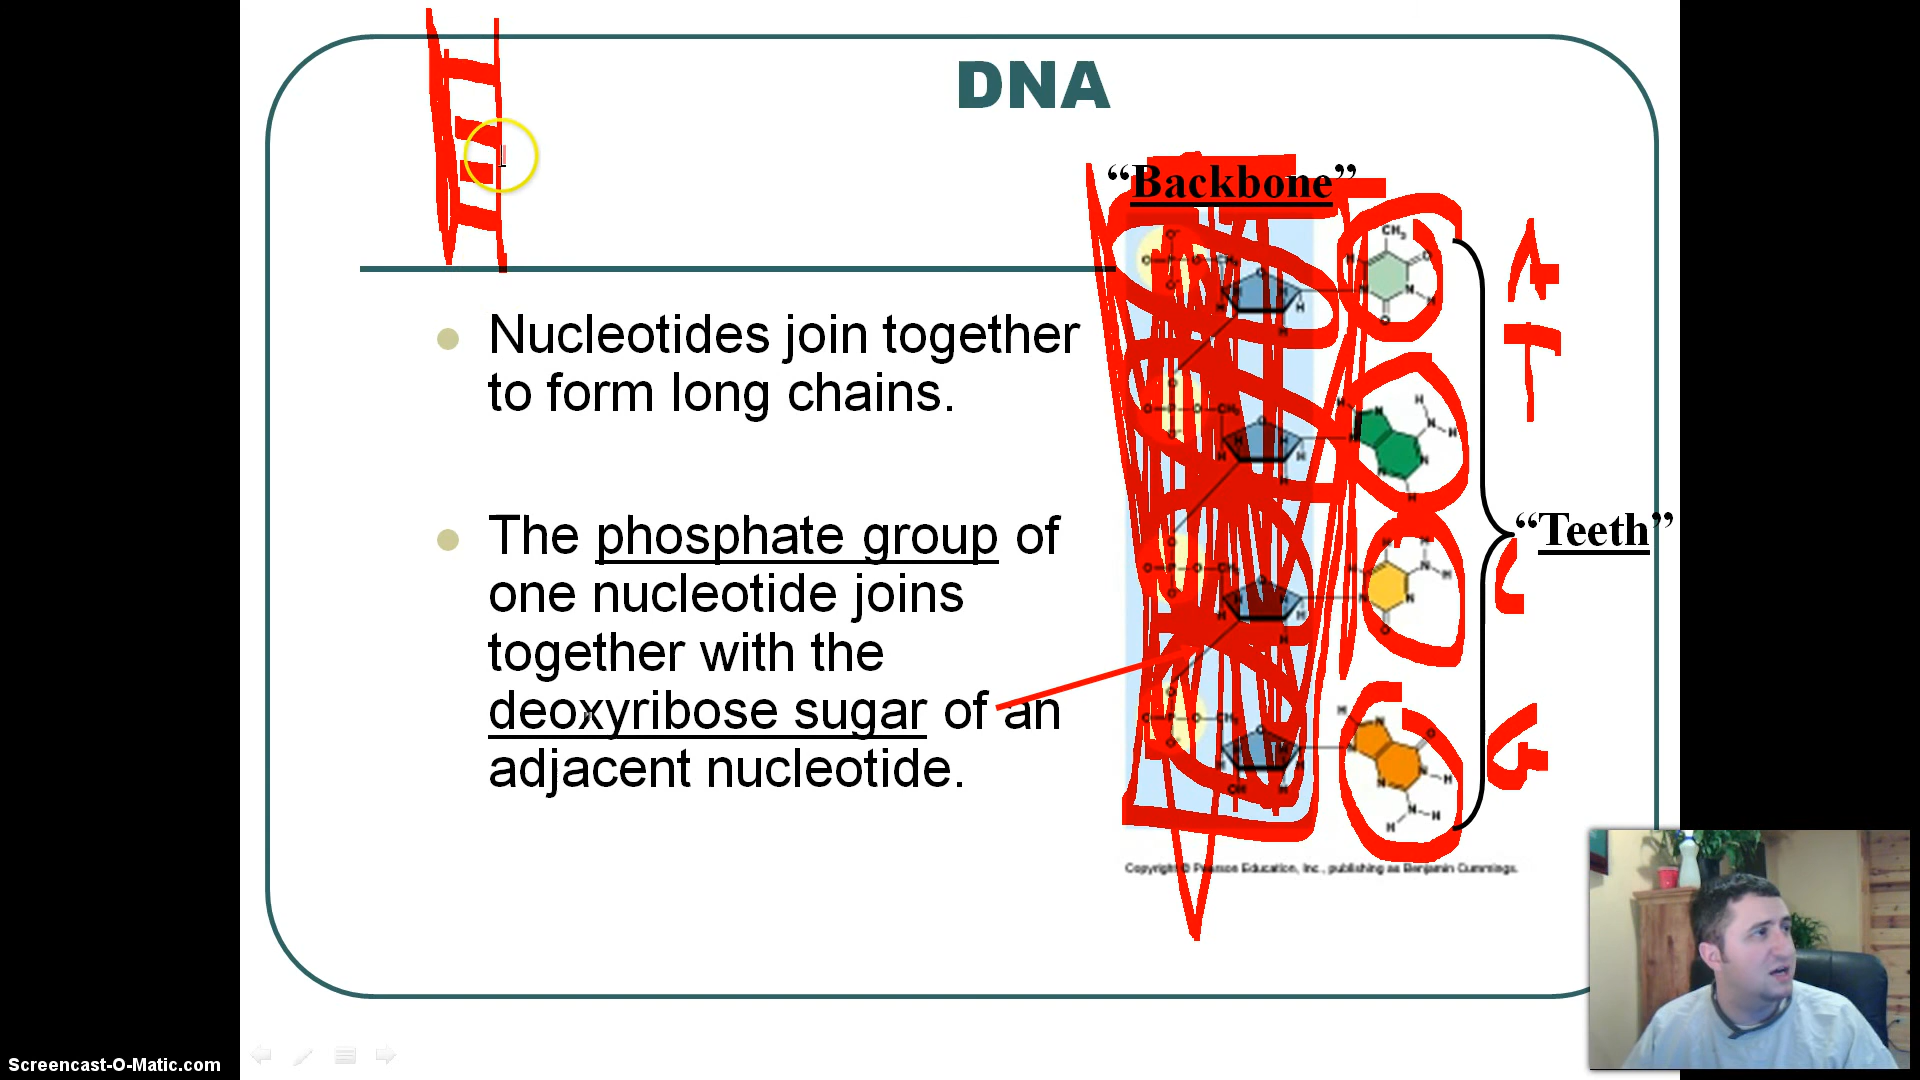 DNA
“Backbone”
Nucleotides join together
to form long chains.
The phosphate group of
one nucleotide joins
together with the
deoxyribose sugar of an
adjacent nucleotide.
A
T
“Teeth”
C
G
CH3
Copyright © Pearson Education, Inc., publishing as Benjamin Cummings.
Screencast-O-Matic.com